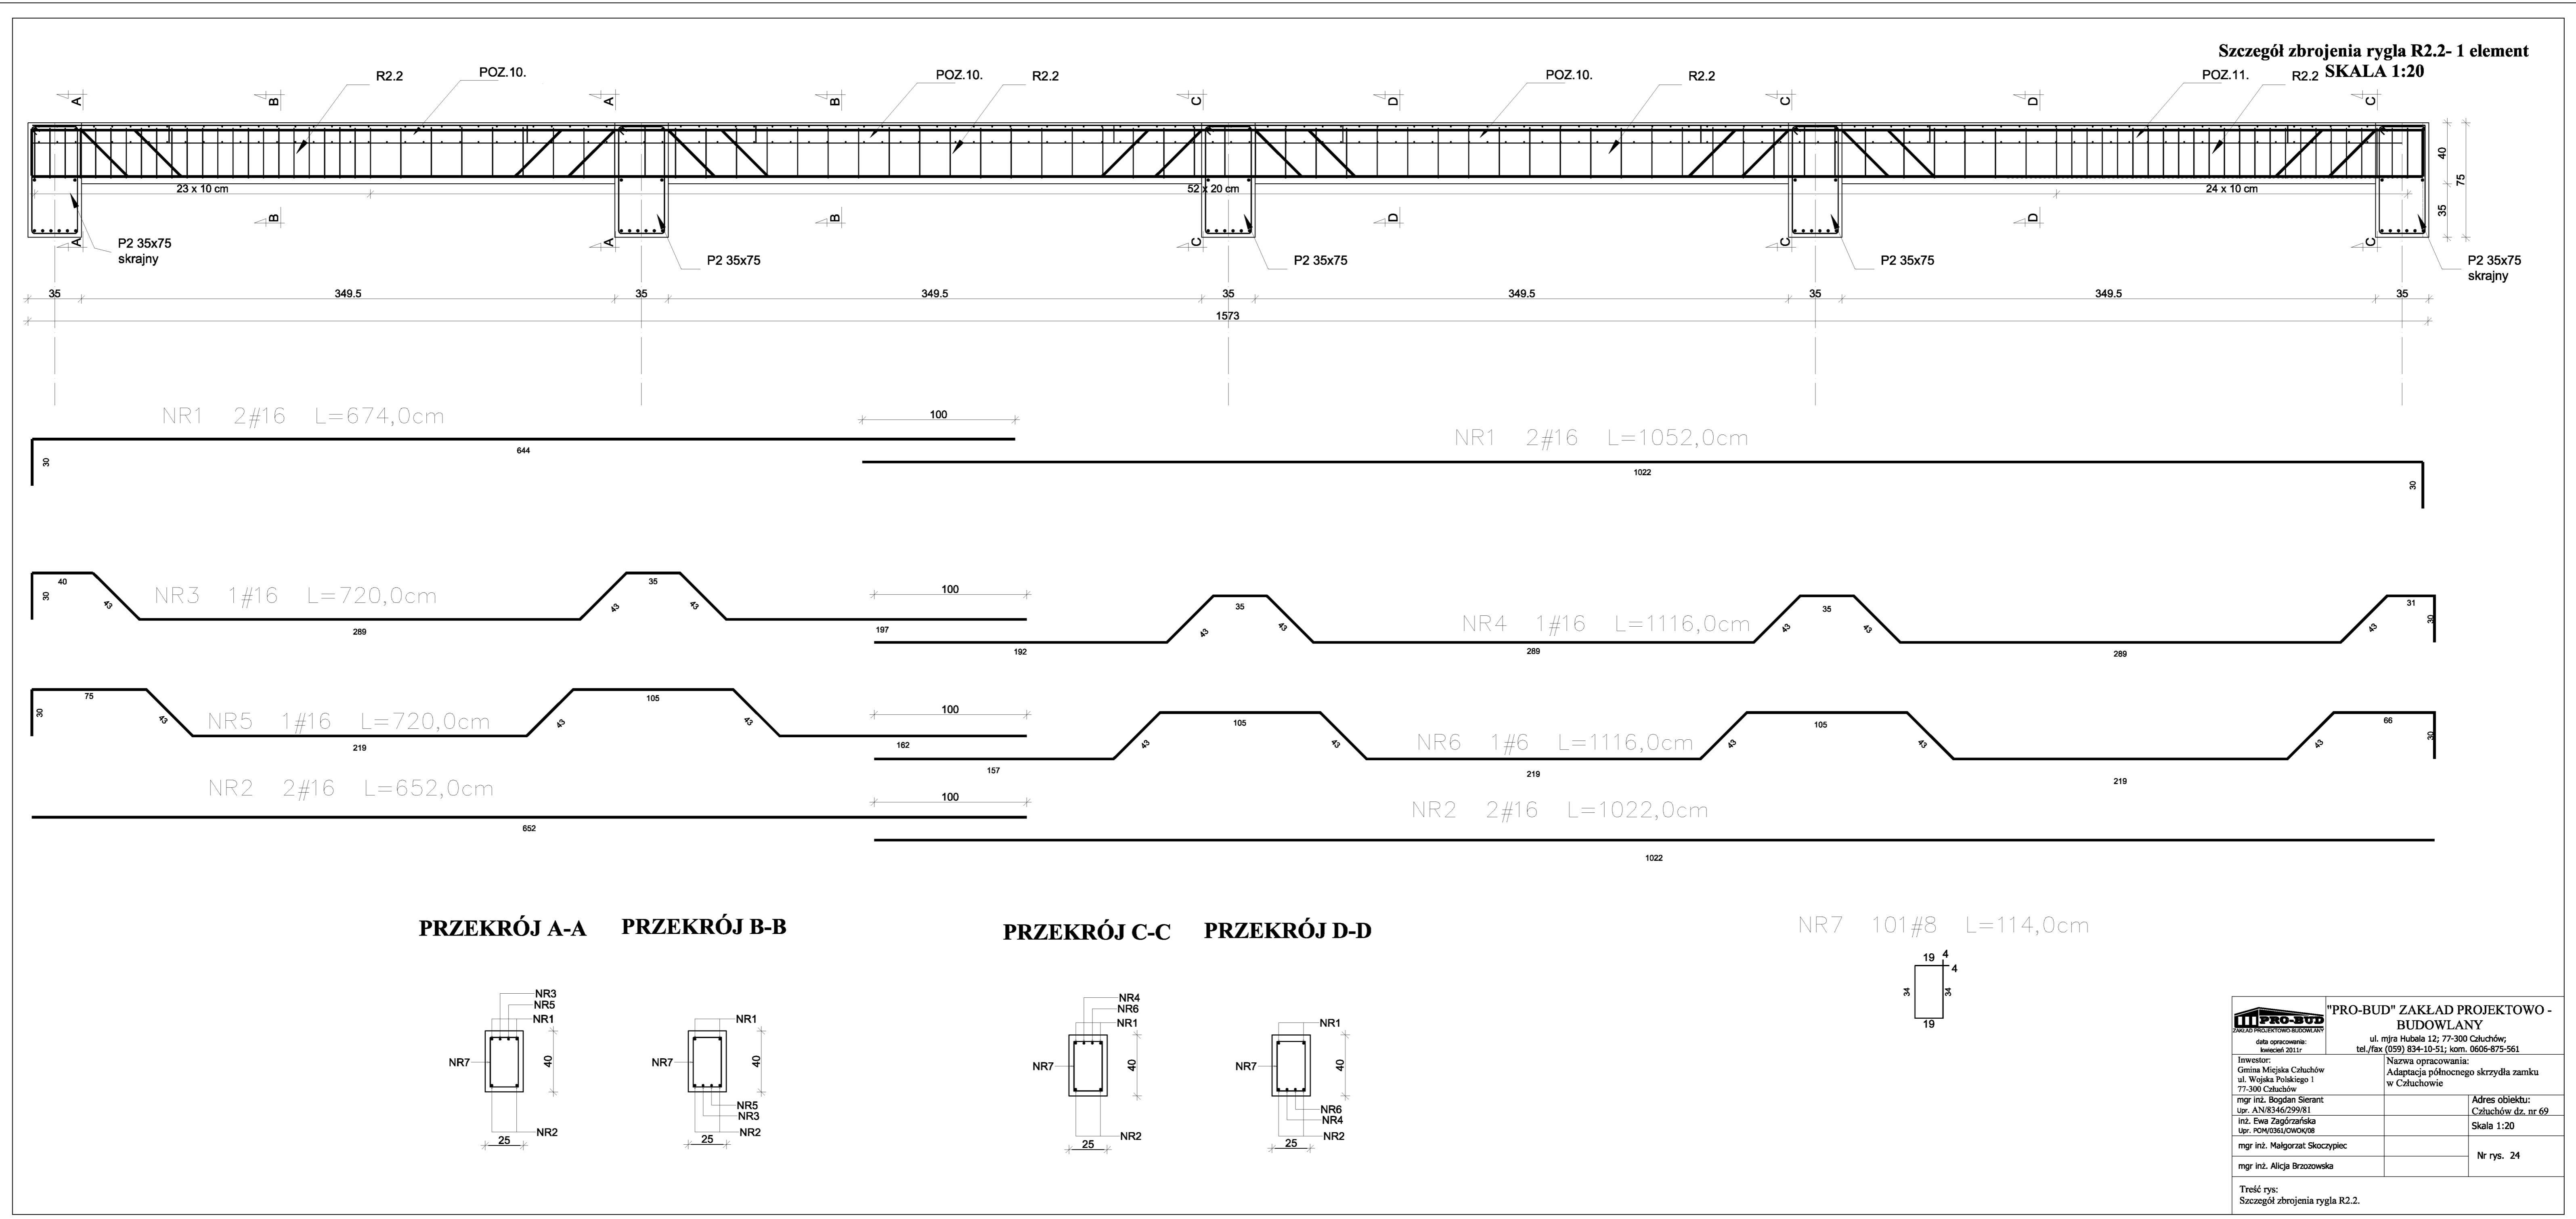 Szczegół zbrojenia rygla R2.2- 1 element
SKALA 1:20
R2.2
POZ.10.
POZ.10.
R2.2
POZ.10.
R2.2
POZ.11.
R2.2
A
B
A
B
C
D
C
D
C
23 x 10 cm
52 x 20 cm
24 x 10 cm
40
75
35
A
B
A
B
C
D
C
D
C
P2 35x75
skrajny
P2 35x75
P2 35x75
P2 35x75
P2 35x75
skrajny
35
349.5
35
349.5
35
349.5
35
349.5
35
1573
NR1 2#16 L=674,0cm
100
644
30
NR1 2#16 L=1052,0cm
1022
30
40
30
43
NR3 1#16 L=720,0cm
289
43
35
43
197
100
192
43
35
43
NR4 1#16 L=1116,0cm
289
43
35
43
289
43
31
30
75
30
43
NR5 1#16 L=720,0cm
219
43
105
43
162
100
157
43
105
43
NR6 1#6 L=1116,0cm
219
43
105
43
219
43
66
30
NR2 2#16 L=652,0cm
652
100
NR2 2#16 L=1022,0cm
1022
PRZEKRÓJ A-A
NR3
NR5
NR1
NR7
40
NR2
25
PRZEKRÓJ B-B
NR1
NR7
40
NR5
NR3
NR2
25
PRZEKRÓJ C-C
NR4
NR6
NR1
NR7
40
NR2
25
PRZEKRÓJ D-D
NR1
NR7
40
NR6
NR4
NR2
25
NR7 101#8 L=114,0cm
19
4
4
34
34
19
PRO-BUD
ZAKŁAD PROJEKTOWO-BUDOWLANY
data opracowania:
kwiecień 2011r
"PRO-BUD" ZAKŁAD PROJEKTOWO -
BUDOWLANY
ul. mjra Hubala 12; 77-300 Człuchów;
tel./fax (059) 834-10-51; kom. 0606-875-561
Inwestor:
Gmina Miejska Człuchów
ul. Wojska Polskiego 1
77-300 Człuchów
Nazwa opracowania:
Adaptacja północnego skrzydła zamku
w Człuchowie
mgr inż. Bogdan Sierant
Upr. AN/8346/299/81
Adres obiektu:
Człuchów dz. nr 69
inż. Ewa Zagórzańska
Upr. POM/0361/OWOK/08
Skala 1:20
mgr inż. Małgorzat Skoczypiec
Nr rys. 24
mgr inż. Alicja Brzozowska
Treść rys:
Szczegół zbrojenia rygla R2.2.